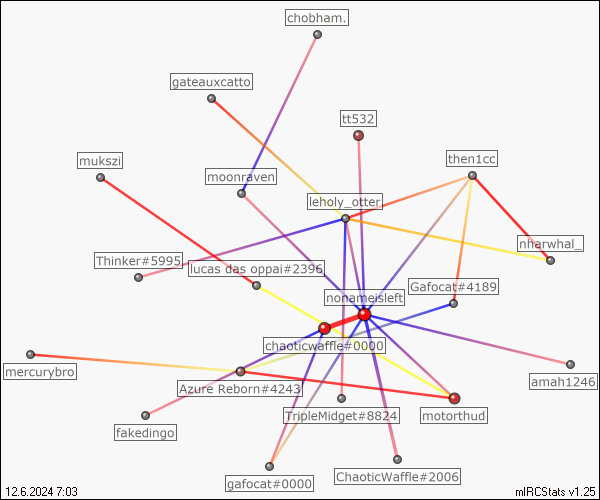 chobham.
gateauxcatto
tt532
mukszi
then1cc
moonraven
leholy_otter
nharwhal_
Thinker#5995
lucas das oppai#2396
Gafocat#4189
nonameisleft
chaoticwaffle#0000
mercurybro
amah1246
Azure Reborn#4243
TripleMidget#8824
motorthud
fakedingo
ChaoticWaffle#2006
gafocat#0000
12.6.2024 7:03
mIRCStats v1.25